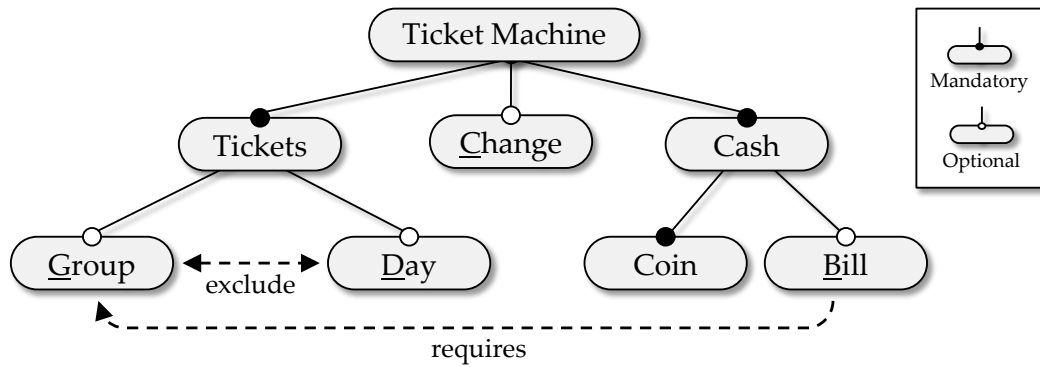 Ticket Machine
Mandatory
Optional
Tickets
Change
Cash
Group
exclude
Day
Coin
Bill
requires